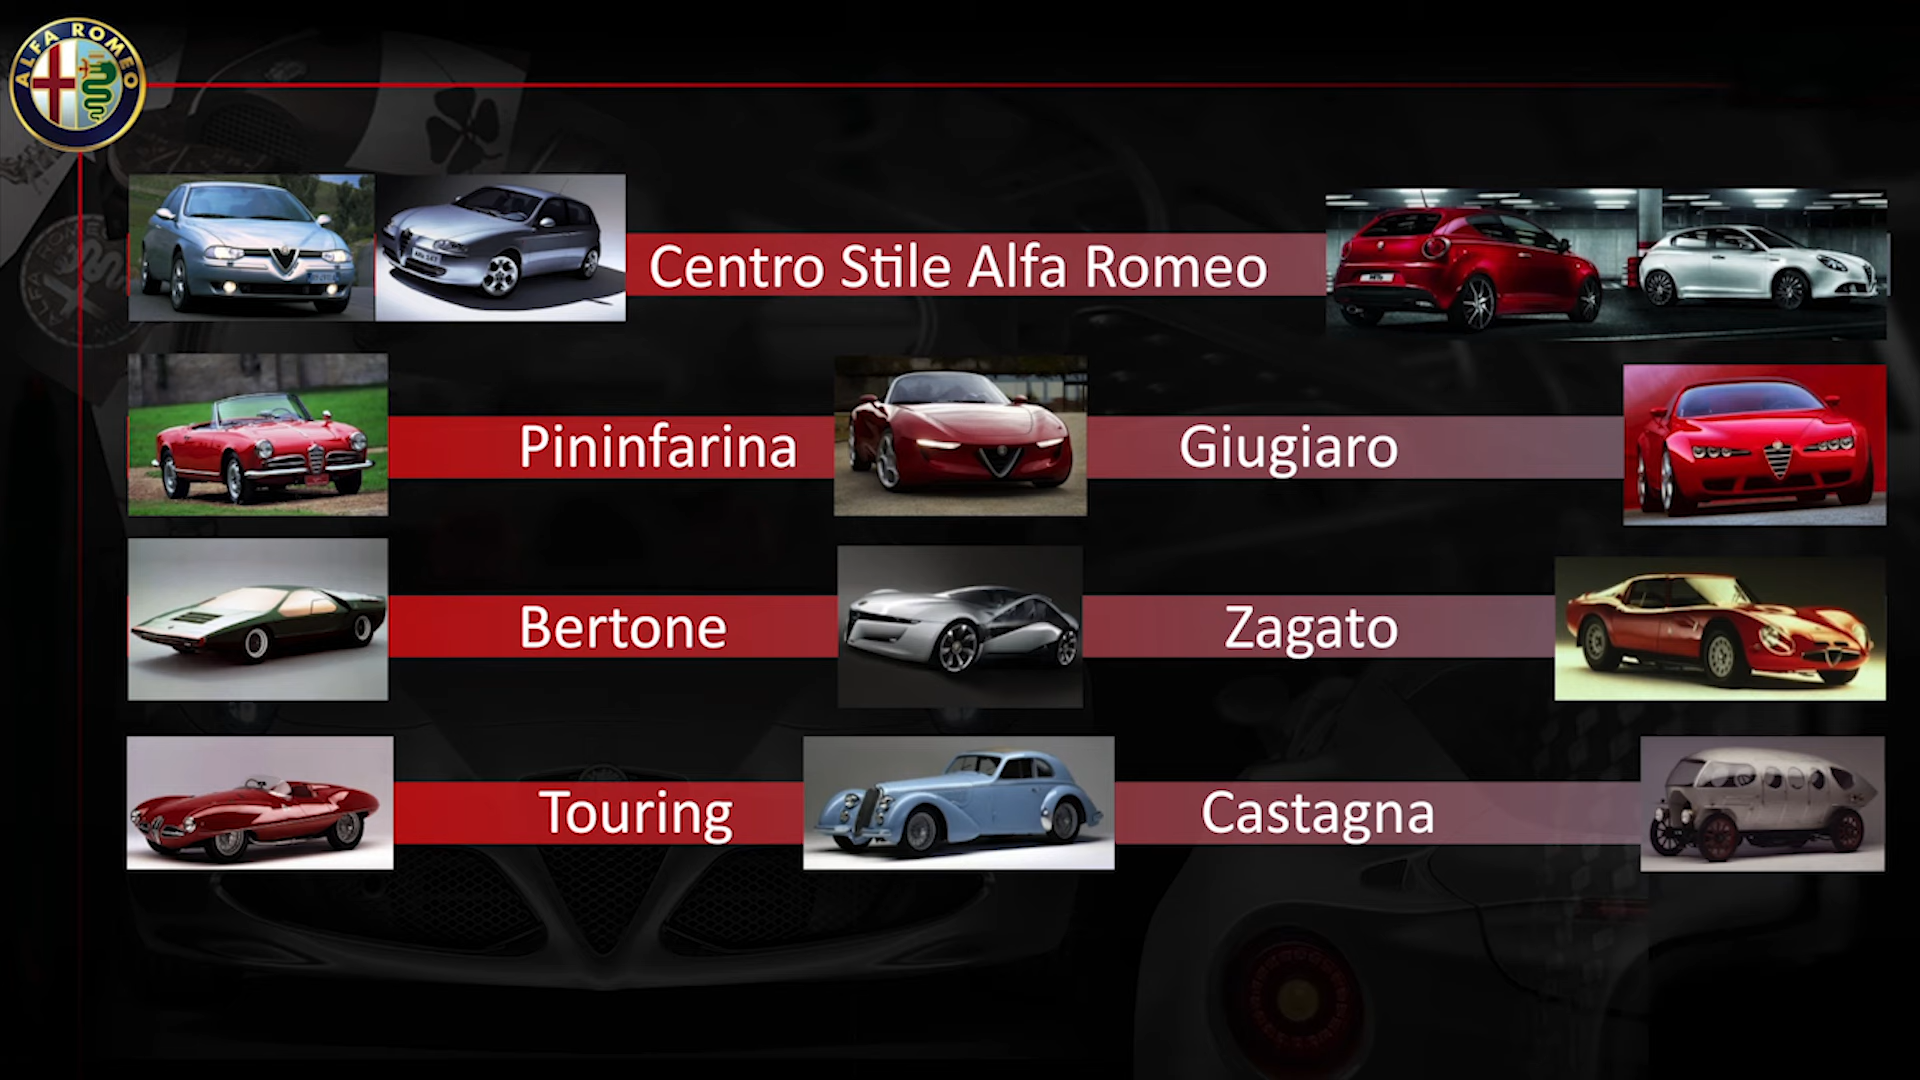 ALFA ROMEO
Centro Stile Alfa Romeo
Pininfarina
Giugiaro
Bertone
Zagato
Touring
Castagna